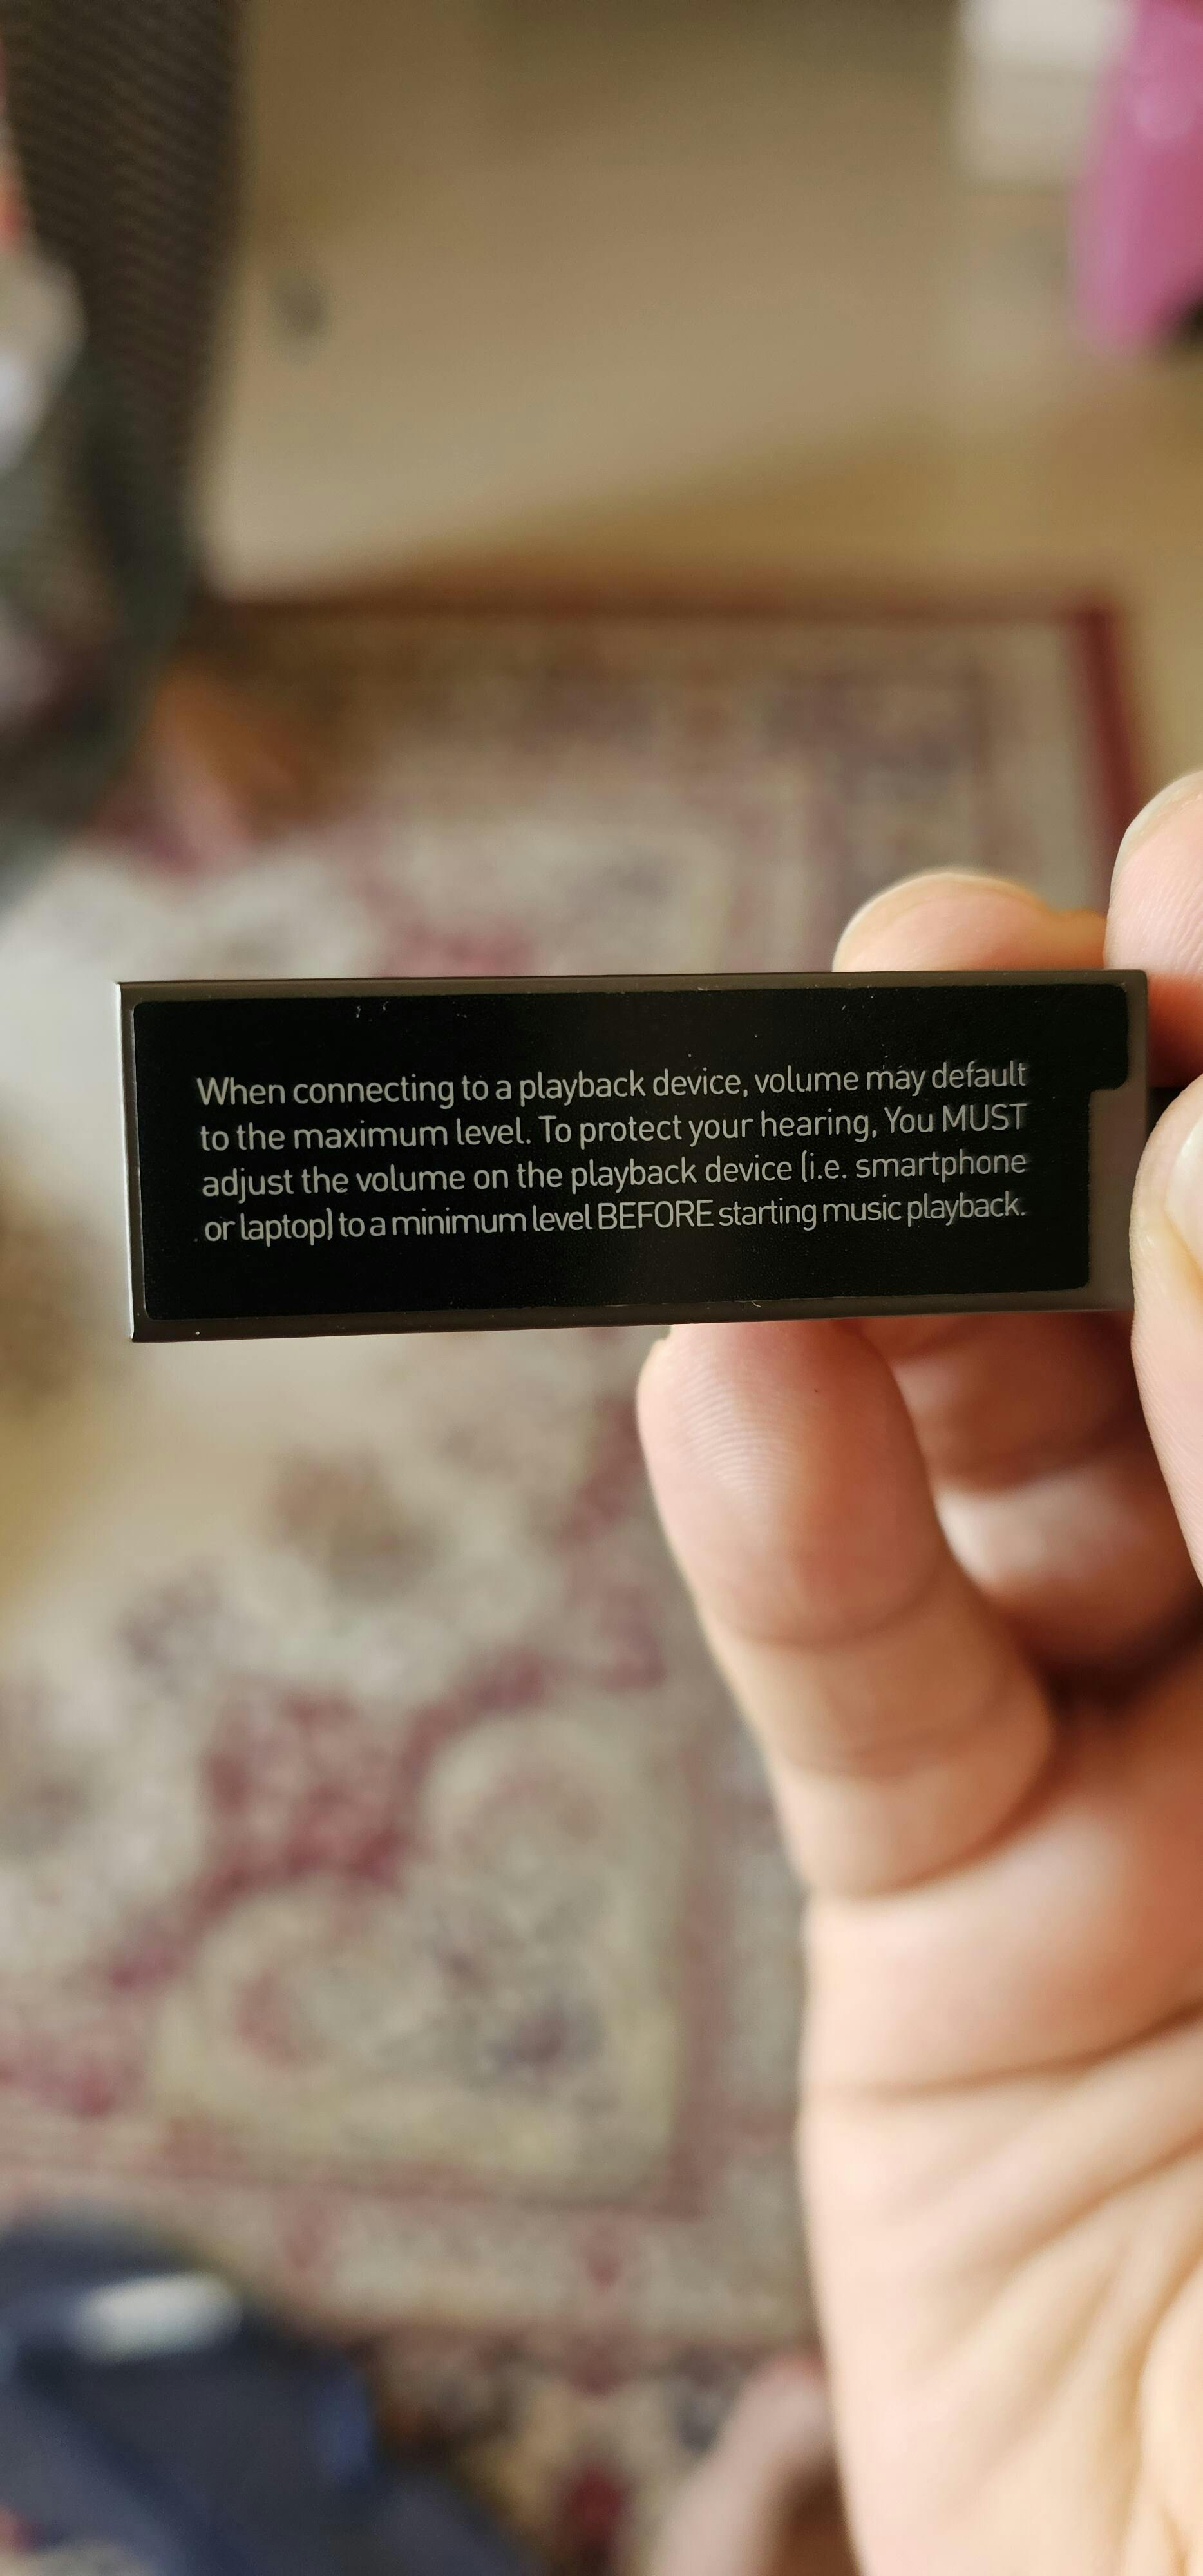 When connecting to a playback device, volume may default
to the maximum level. To protect your hearing, You MUST
adjust the volume on the playback device (i.e. smartphone
or laptop) to a minimum level BEFORE starting music playback.